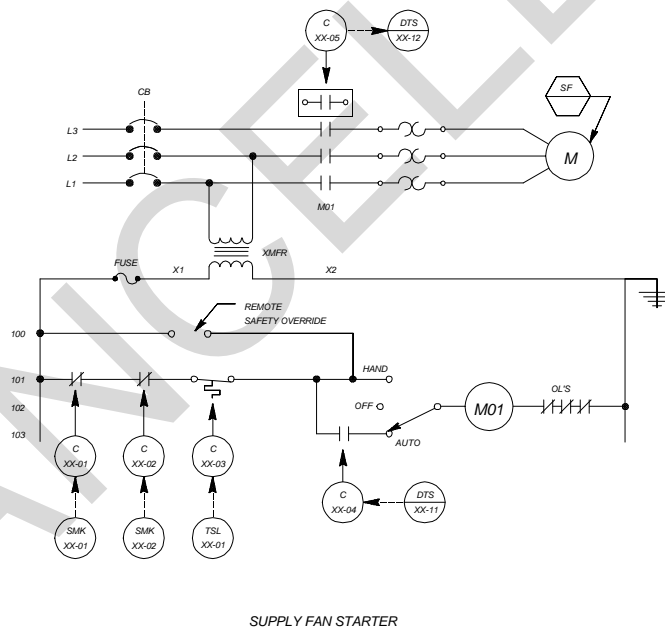 C
XX-05
DTS
XX-12
SF
CB
L3
L2
L1
M
M01
XMFR
FUSE
X1
X2
REMOTE
SAFETY OVERRIDE
100
101
102
103
HAND
OFF
AUTO
M01
OL'S
C
XX-01
C
XX-02
C
XX-03
C
XX-04
DTS
XX-11
SMK
XX-01
SMK
XX-02
TSL
XX-01
SUPPLY FAN STARTER